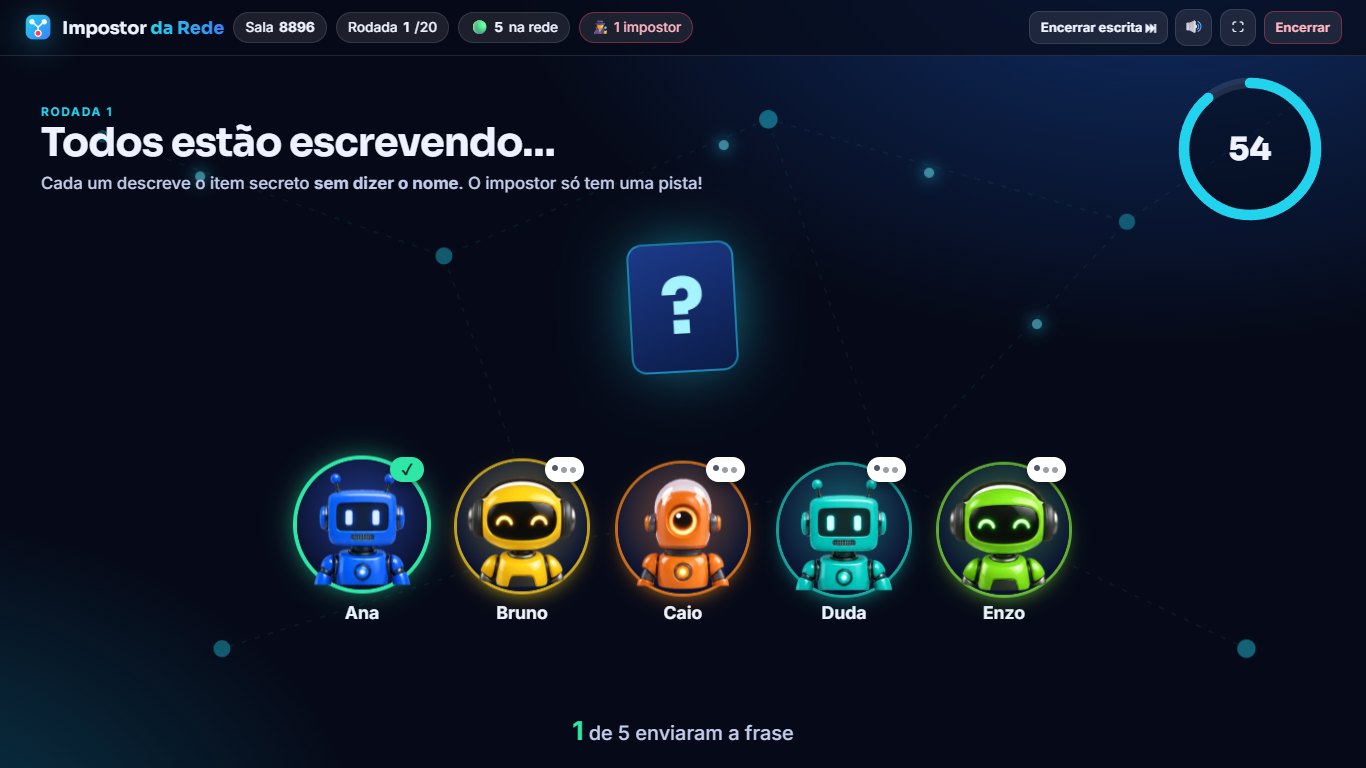 Impostor da Rede
Sala 8896
Rodada 1 /20
5 na rede
1 impostor
Encerrar escrita
Encerrar
RODADA 1
Todos estão escrevendo...
Cada um descreve o item secreto sem dizer o nome. O impostor só tem uma pista!
54
?
Ana
Bruno
Caio
Duda
Enzo
1 de 5 enviaram a frase